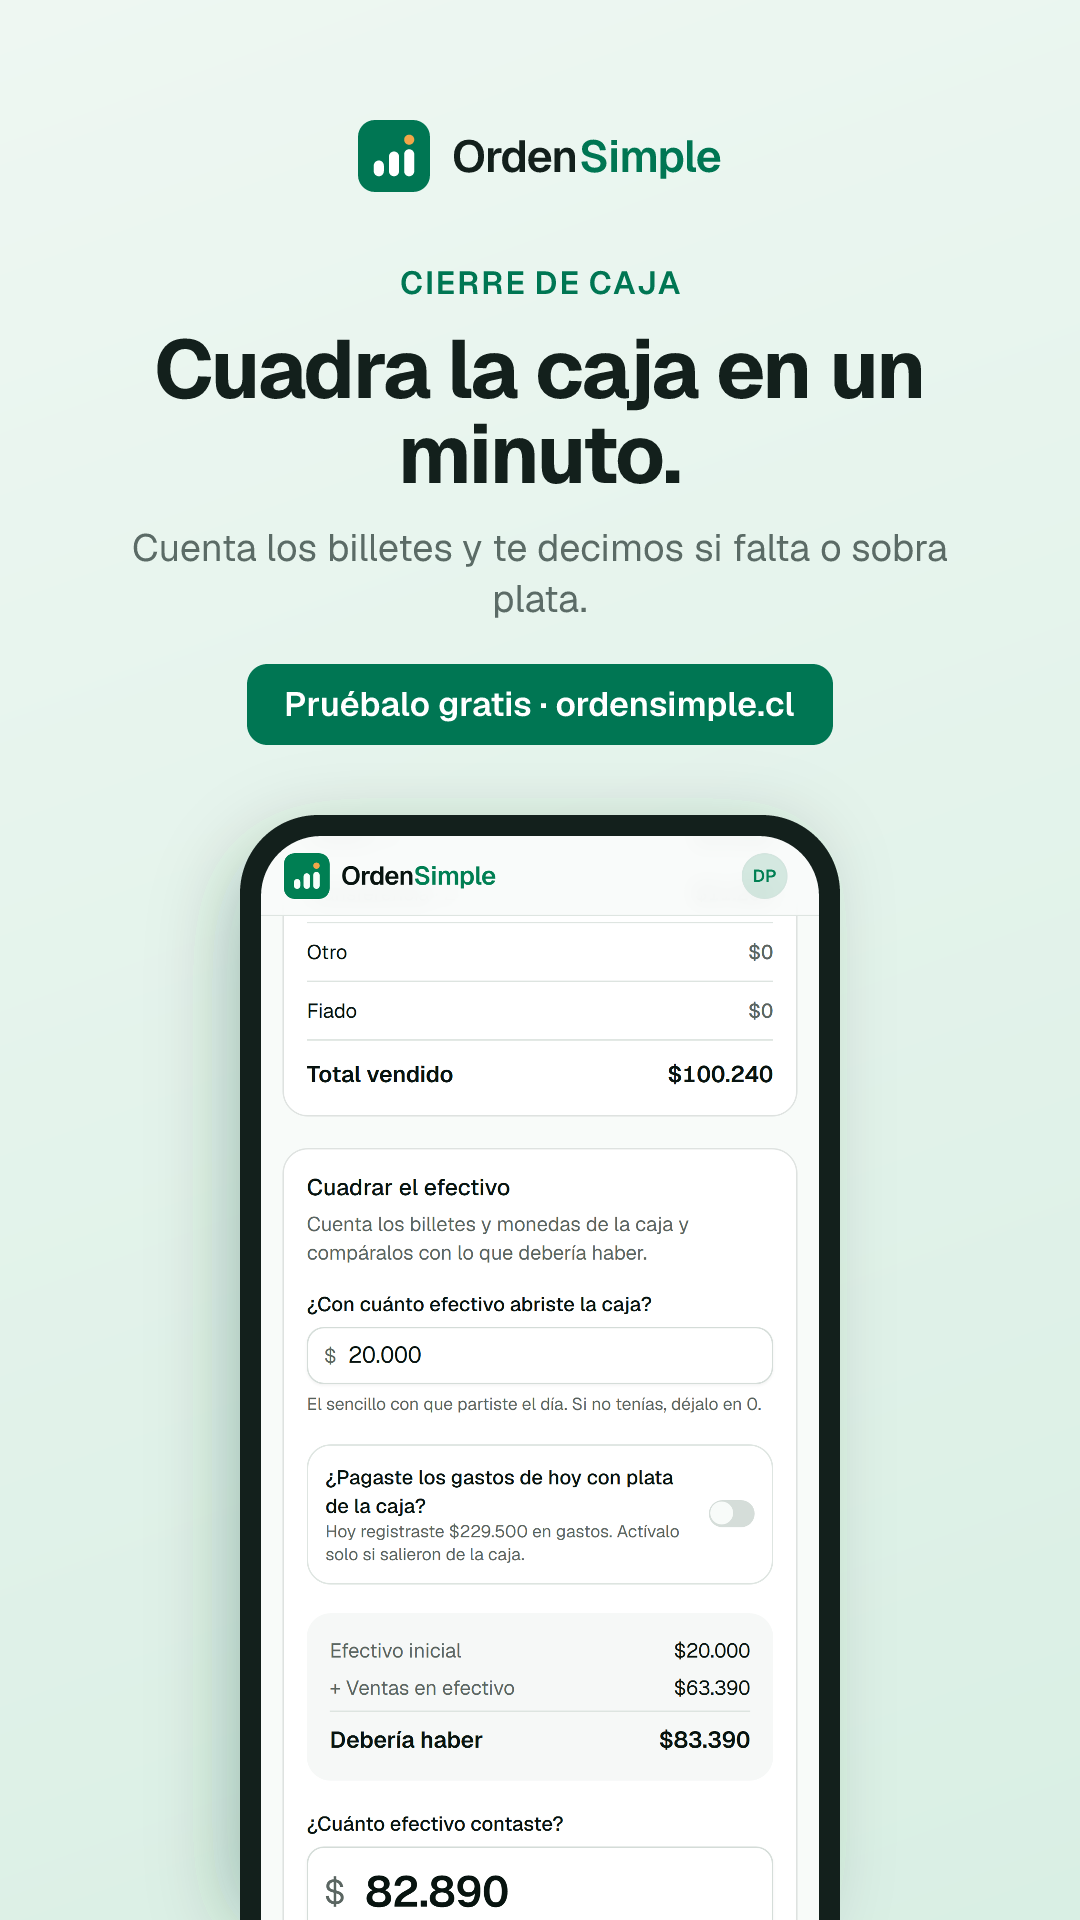 OrdenSimple
CIERRE DE CAJA
Cuadra la caja en un
minuto.
Cuenta los billetes y te decimos si falta o sobra
plata.
Pruébalo gratis · ordensimple.cl
OrdenSimple DP
Otro $0
Fiado $0
Total vendido $100.240
Cuadrar el efectivo
Cuenta los billetes y monedas de la caja y
compáralos con lo que debería haber.
¿Con cuánto efectivo abriste la caja?
$ 20.000
El sencillo con que partiste el día. Si no tenías, déjalo en 0.
¿Pagaste los gastos de hoy con plata
de la caja?
Hoy registraste $229.500 en gastos. Actívalo
solo si salieron de la caja.
Efectivo inicial $20.000
+ Ventas en efectivo $63.390
Debería haber $83.390
¿Cuánto efectivo contaste?
$ 82.890